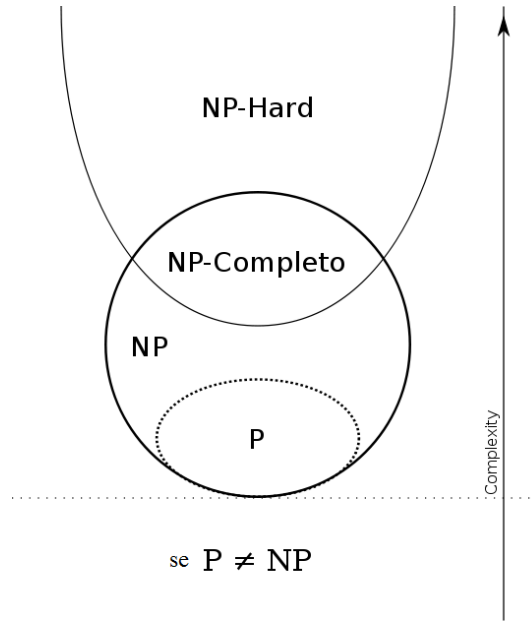 NP-Hard
NP-Completo
NP
P
Complexity
se P ≠ NP